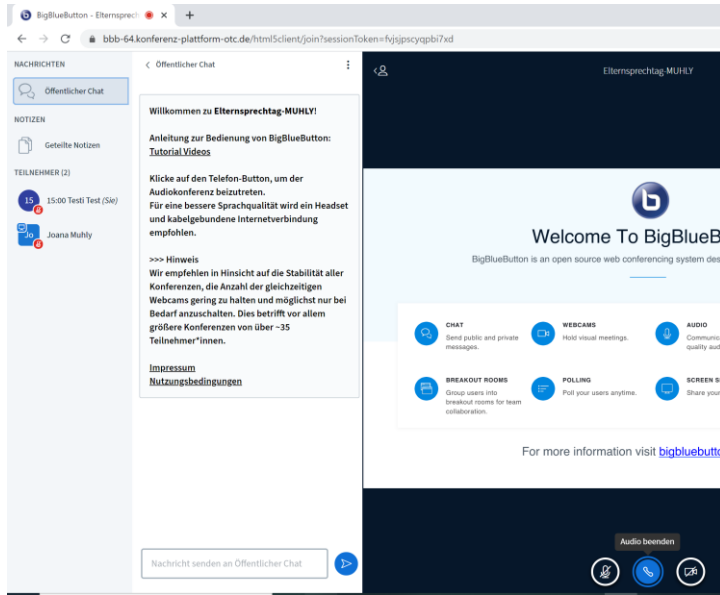 BigBlueButton - Elternsprech
bbb-64.konferenz-plattform-otc.de/html5client/join?sessionToken=fvjsjpscyqpbi7xd
NACHRICHTEN
Öffentlicher Chat
NOTIZEN
Geteilte Notizen
TEILNEHMER (2)
15
15:00 Testi Test (Sie)
Jo
Joana Muhly
Öffentlicher Chat
Willkommen zu Elternsprechtag-MUHLY!
Anleitung zur Bedienung von BigBlueButton:
Tutorial Videos
Klicke auf den Telefon-Button, um der
Audiokonferenz beizutreten.
Für eine bessere Sprachqualität wird ein Headset
und kabelgebundene Internetverbindung
empfohlen.
>>> Hinweis
Wir empfehlen in Hinsicht auf die Stabilität aller
Konferenzen, die Anzahl der gleichzeitigen
Webcams gering zu halten und möglichst nur bei
Bedarf anzuschalten. Dies betrifft vor allem
größere Konferenzen von über ~35
Teilnehmer*innen.
Impressum
Nutzungsbedingungen
Nachricht senden an Öffentlicher Chat
Elternsprechtag-MUHLY
b
Welcome To BigBlueB
BigBlueButton is an open source web conferencing system des
CHAT
Send public and private
messages.
WEBCAMS
Hold visual meetings.
AUDIO
Communic
quality aud
BREAKOUT ROOMS
Group users into
breakout rooms for team
collaboration.
POLLING
Poll your users anytime.
SCREEN S
Share your
For more information visit bigbluebutto
Audio beenden